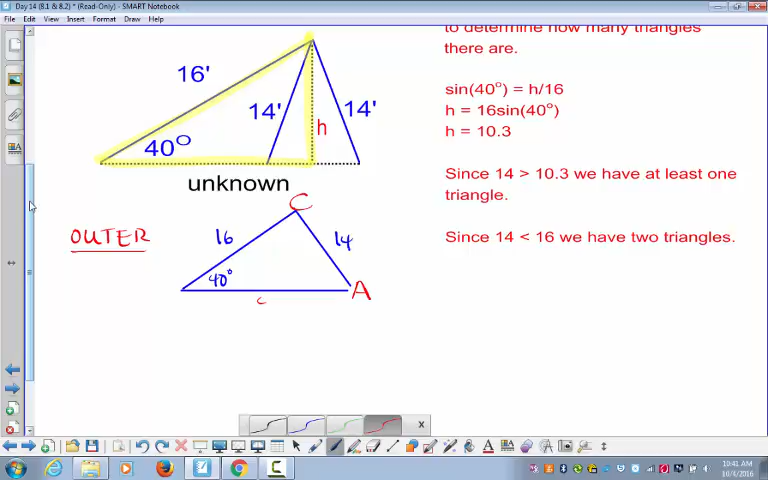 Day 14 (8.1 & 8.2) * (Read-Only) - SMART Notebook
File Edit View Insert Format Draw Help
to determine how many triangles
there are.
16'
sin(40°) = h/16
14'
14'
h = 16sin(40°)
h
h = 10.3
40°
Since 14 > 10.3 we have at least one
triangle.
unknown
C
OUTER
16
14
Since 14 < 16 we have two triangles.
40°
A
c
X
A
10:41 AM
10/4/2016